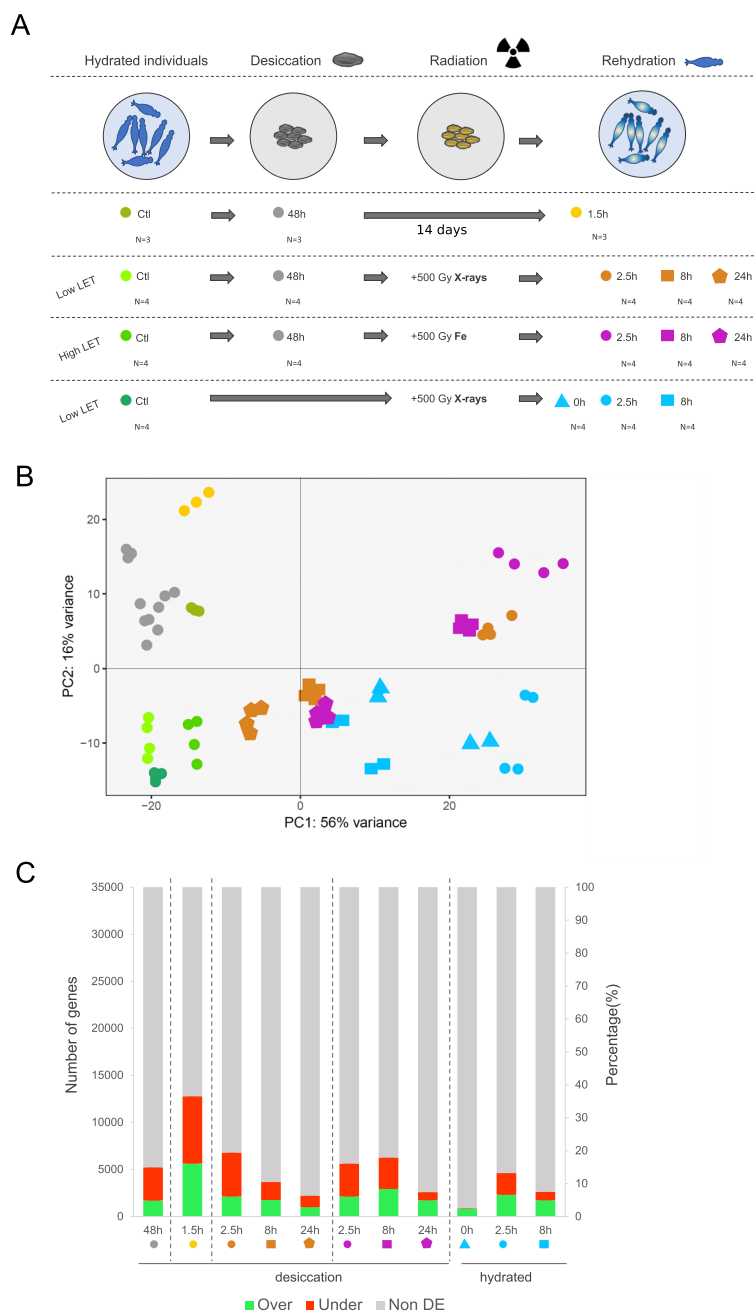 A
Hydrated individuals Desiccation Radiation Rehydration
Ctl 48h 14 days 1.5h
N=3 N=3 N=3
Low LET Ctl 48h +500 Gy X-rays 2.5h 8h 24h
N=4 N=4 N=4 N=4 N=4
High LET Ctl 48h +500 Gy Fe 2.5h 8h 24h
N=4 N=4 N=4 N=4 N=4
Low LET Ctl +500 Gy X-rays 0h 2.5h 8h
N=4 N=4 N=4 N=4
B
PC2: 16% variance
20
10
0
−10
−20 0 20
PC1: 56% variance
C
Number of genes
35000 100
90
30000
80
25000
70
20000 60
50
15000
40
10000 30
20
5000
10
0 0
Percentage(%)
48h 1.5h 2.5h 8h 24h 2.5h 8h 24h 0h 2.5h 8h
desiccation hydrated
Over Under Non DE